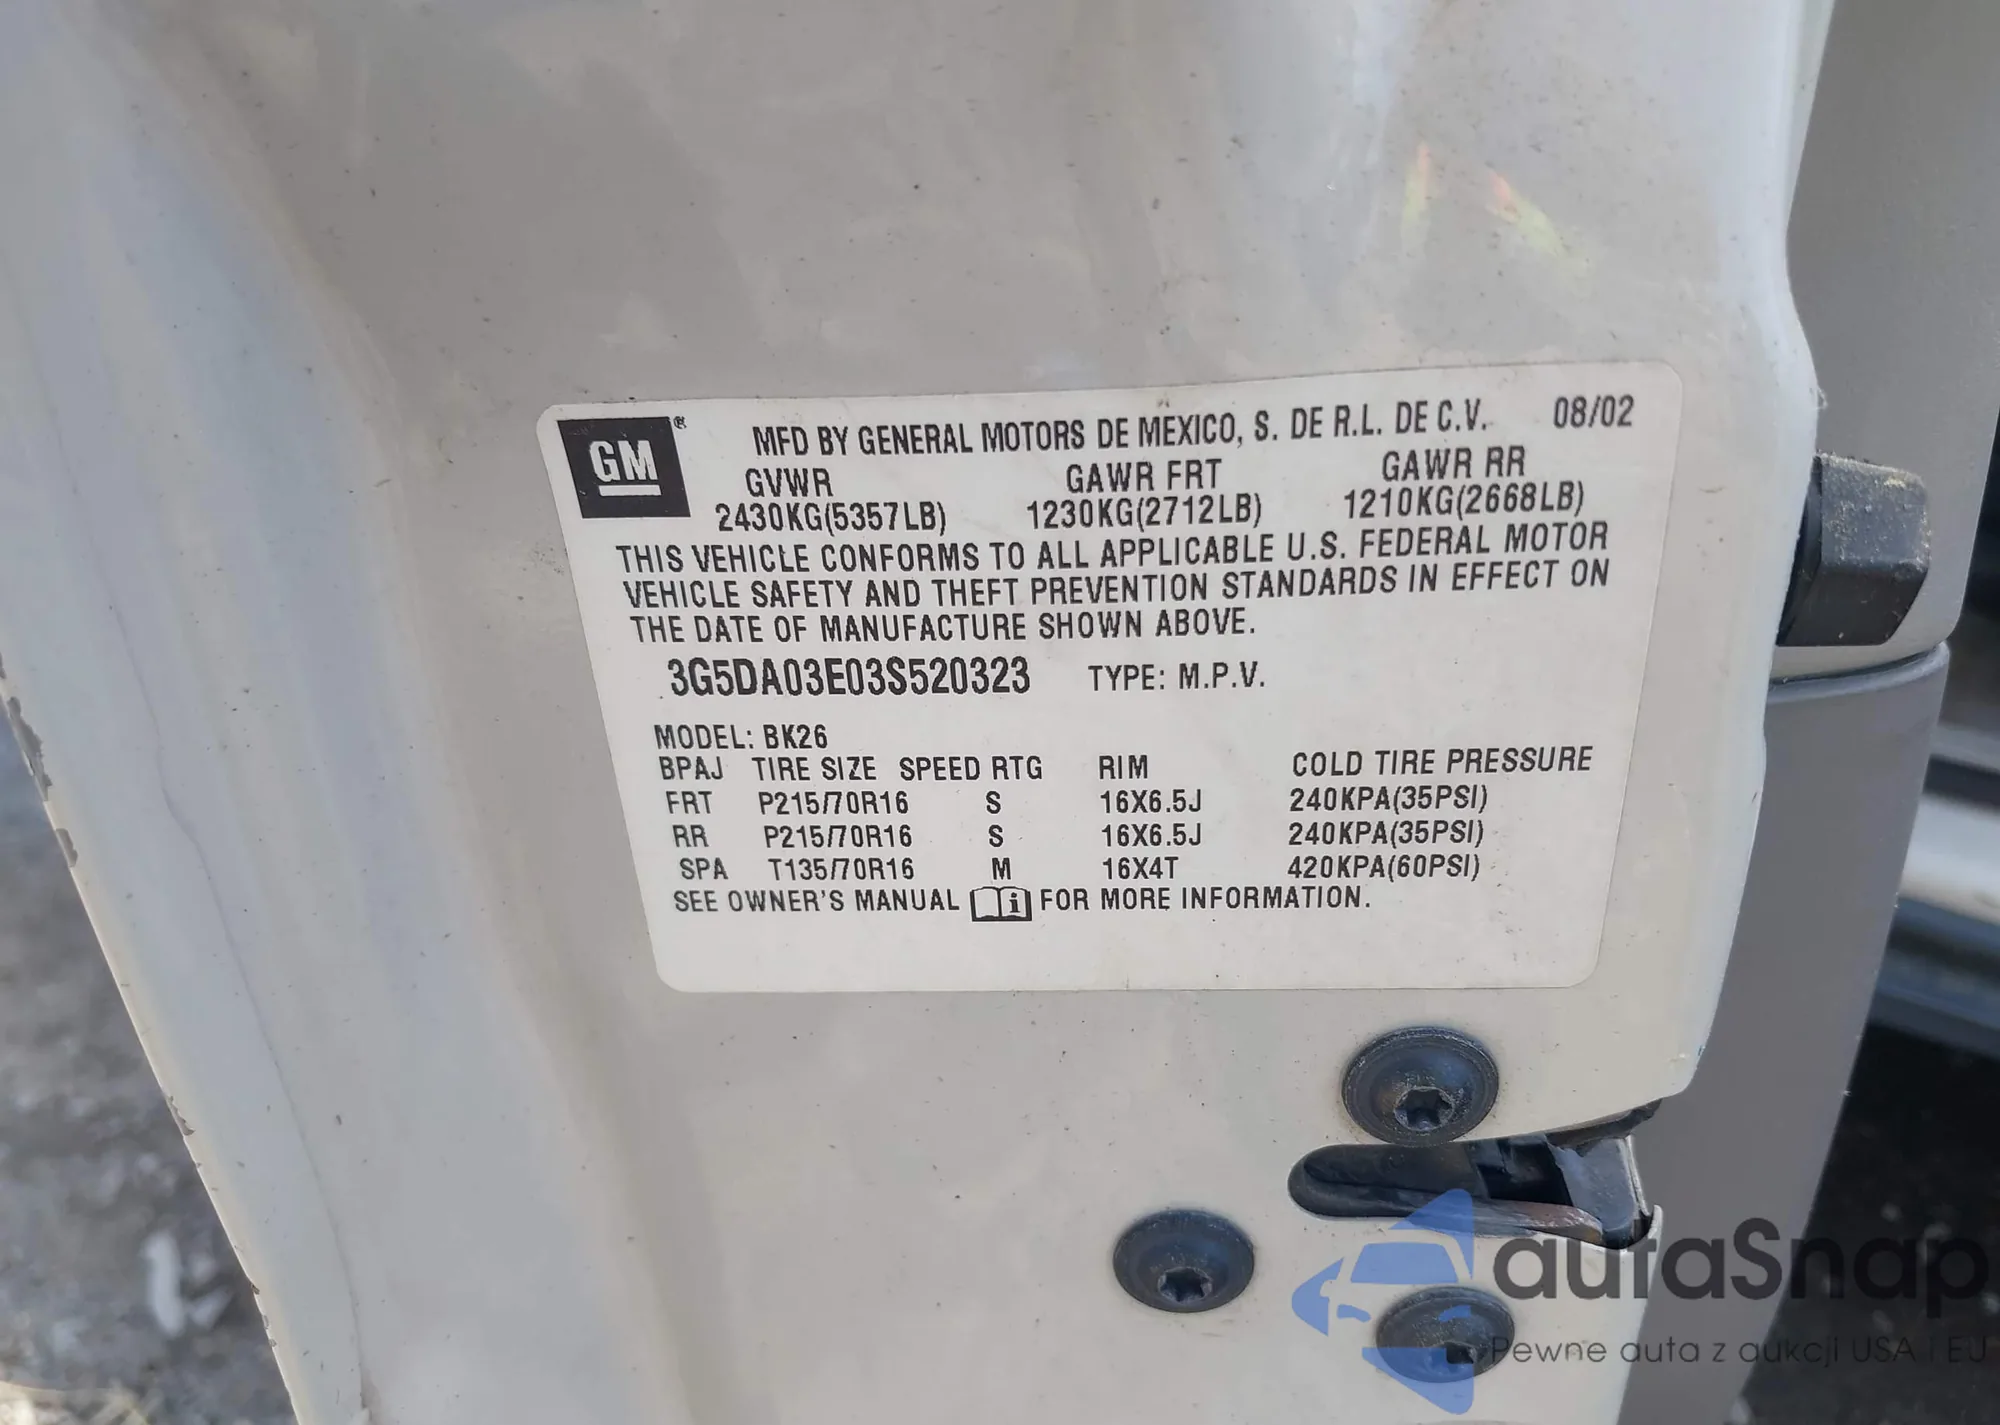 GM®
MFD BY GENERAL MOTORS DE MEXICO, S. DE R.L. DE C.V. 08/02
GVWR GAWR FRT GAWR RR
2430KG(5357LB) 1230KG(2712LB) 1210KG(2668LB)
THIS VEHICLE CONFORMS TO ALL APPLICABLE U.S. FEDERAL MOTOR
VEHICLE SAFETY AND THEFT PREVENTION STANDARDS IN EFFECT ON
THE DATE OF MANUFACTURE SHOWN ABOVE.
3G5DA03E03S520323 TYPE: M.P.V.
MODEL: BK26
BPAJ TIRE SIZE SPEED RTG RIM COLD TIRE PRESSURE
FRT P215/70R16 S 16X6.5J 240KPA(35PSI)
RR P215/70R16 S 16X6.5J 240KPA(35PSI)
SPA T135/70R16 M 16X4T 420KPA(60PSI)
SEE OWNER'S MANUAL i FOR MORE INFORMATION.
autaSnap
Pewne auta z aukcji USA i EU